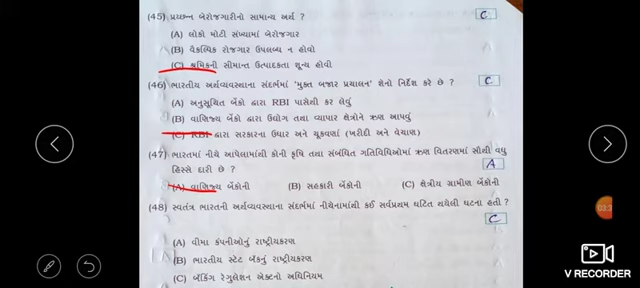 (45) પ્રચ્છન્ન બેરોજગારીનો સામાન્ય અર્થ ? C
(A) લોકો મોટી સંખ્યામાં બેરોજગાર
(B) વૈકલ્પિક રોજગાર ઉપલબ્ધ ન હોવો
(C) શ્રમિકની સીમાન્ત ઉત્પાદકતા શૂન્ય હોવી
(46) ભારતીય અર્થવ્યવસ્થાના સંદર્ભમાં 'મુક્ત બજાર પ્રચાલન' શેનો નિર્દેશ કરે છે ? C
(A) અનુસૂચિત બેંકો દ્વારા RBI પાસેથી કર લેવું
(B) વાણિજ્ય બેંકો દ્વારા ઉદ્યોગ તથા વ્યાપાર ક્ષેત્રોને ઋણ આપવું
(C) RBI દ્વારા સરકારના ઉધાર અને ચૂકવણાં (ખરીદી અને વેચાણ)
(47) ભારતમાં નીચે આપેલામાંથી કોની કૃષિ તથા સંબંધિત ગતિવિધિઓમાં ઋણ વિતરણમાં સૌથી વધુ
હિસ્સે દારી છે ? A
(A) વાણિજ્ય બેંકોની (B) સહકારી બેંકોની (C) ક્ષેત્રીય ગ્રામીણ બેંકોની
(48) સ્વતંત્ર ભારતની અર્થવ્યવસ્થાના સંદર્ભમાં નીચેનામાંથી કઈ સર્વપ્રથમ ઘટિત થયેલી ઘટના હતી ?
C
(A) વીમા કંપનીઓનું રાષ્ટ્રીયકરણ
(B) ભારતીય સ્ટેટ બેંકનું રાષ્ટ્રીયકરણ
(C) બેંકિંગ રેગુલેશન એક્ટનો અધિનિયમ
V RECORDER